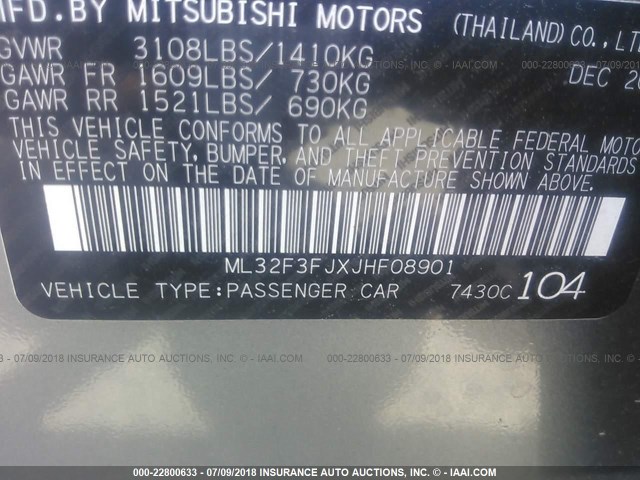 MFD.BY MITSUBISHI MOTORS (THAILAND) CO., LT
GVWR 3108LBS/1410KG DEC 20
GAWR FR 1609LBS/ 730KG
GAWR RR 1521LBS/ 690KG
THIS VEHICLE CONFORMS TO ALL APPLICABLE FEDERAL MOTO
VEHICLE SAFETY, BUMPER, AND THEFT PREVENTION STANDARDS
IN EFFECT ON THE DATE OF MANUFACTURE SHOWN ABOVE.
ML32F3FJXJHF08901
VEHICLE TYPE:PASSENGER CAR 7430C 104
000-22800633 - 07/09/2018 INSURANCE AUTO AUCTIONS, INC. - © - IAAI.COM